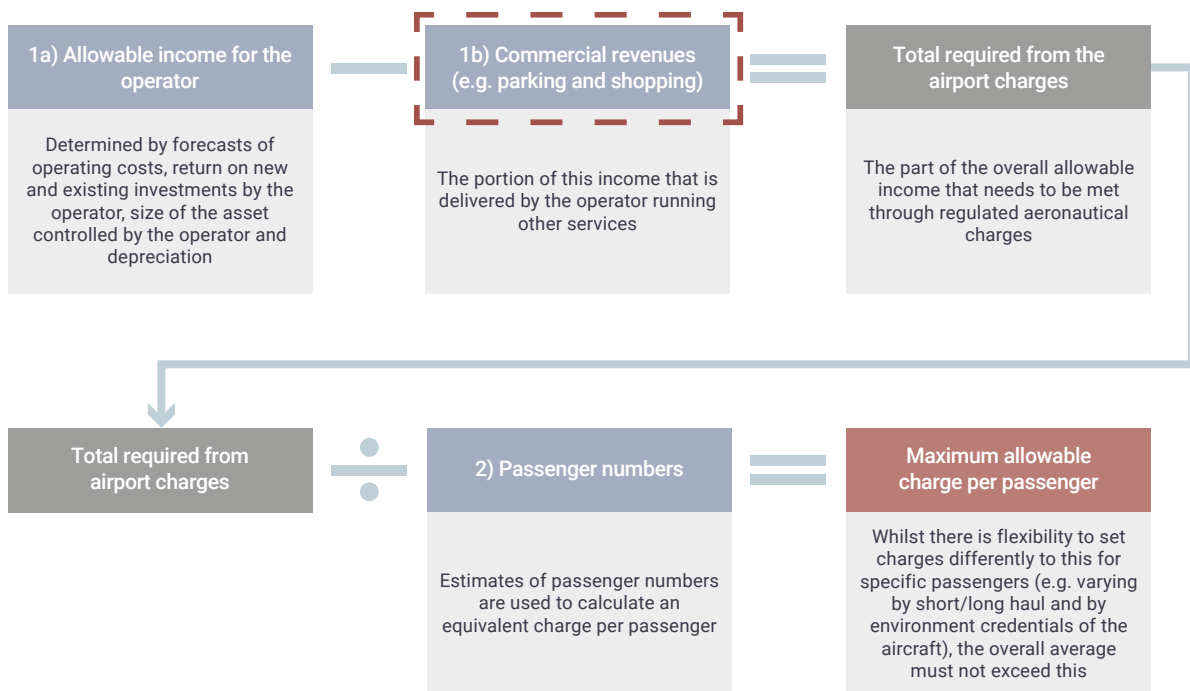 1a) Allowable income for the
operator
1b) Commercial revenues
(e.g. parking and shopping)
Total required from the
airport charges
Determined by forecasts of
operating costs, return on new
and existing investments by the
operator, size of the asset
controlled by the operator and
depreciation
The portion of this income that is
delivered by the operator running
other services
The part of the overall allowable
income that needs to be met
through regulated aeronautical
charges
Total required from
airport charges
2) Passenger numbers
Maximum allowable
charge per passenger
Estimates of passenger numbers
are used to calculate an
equivalent charge per passenger
Whilst there is flexibility to set
charges differently to this for
specific passengers (e.g. varying
by short/long haul and by
environment credentials of the
aircraft), the overall average
must not exceed this